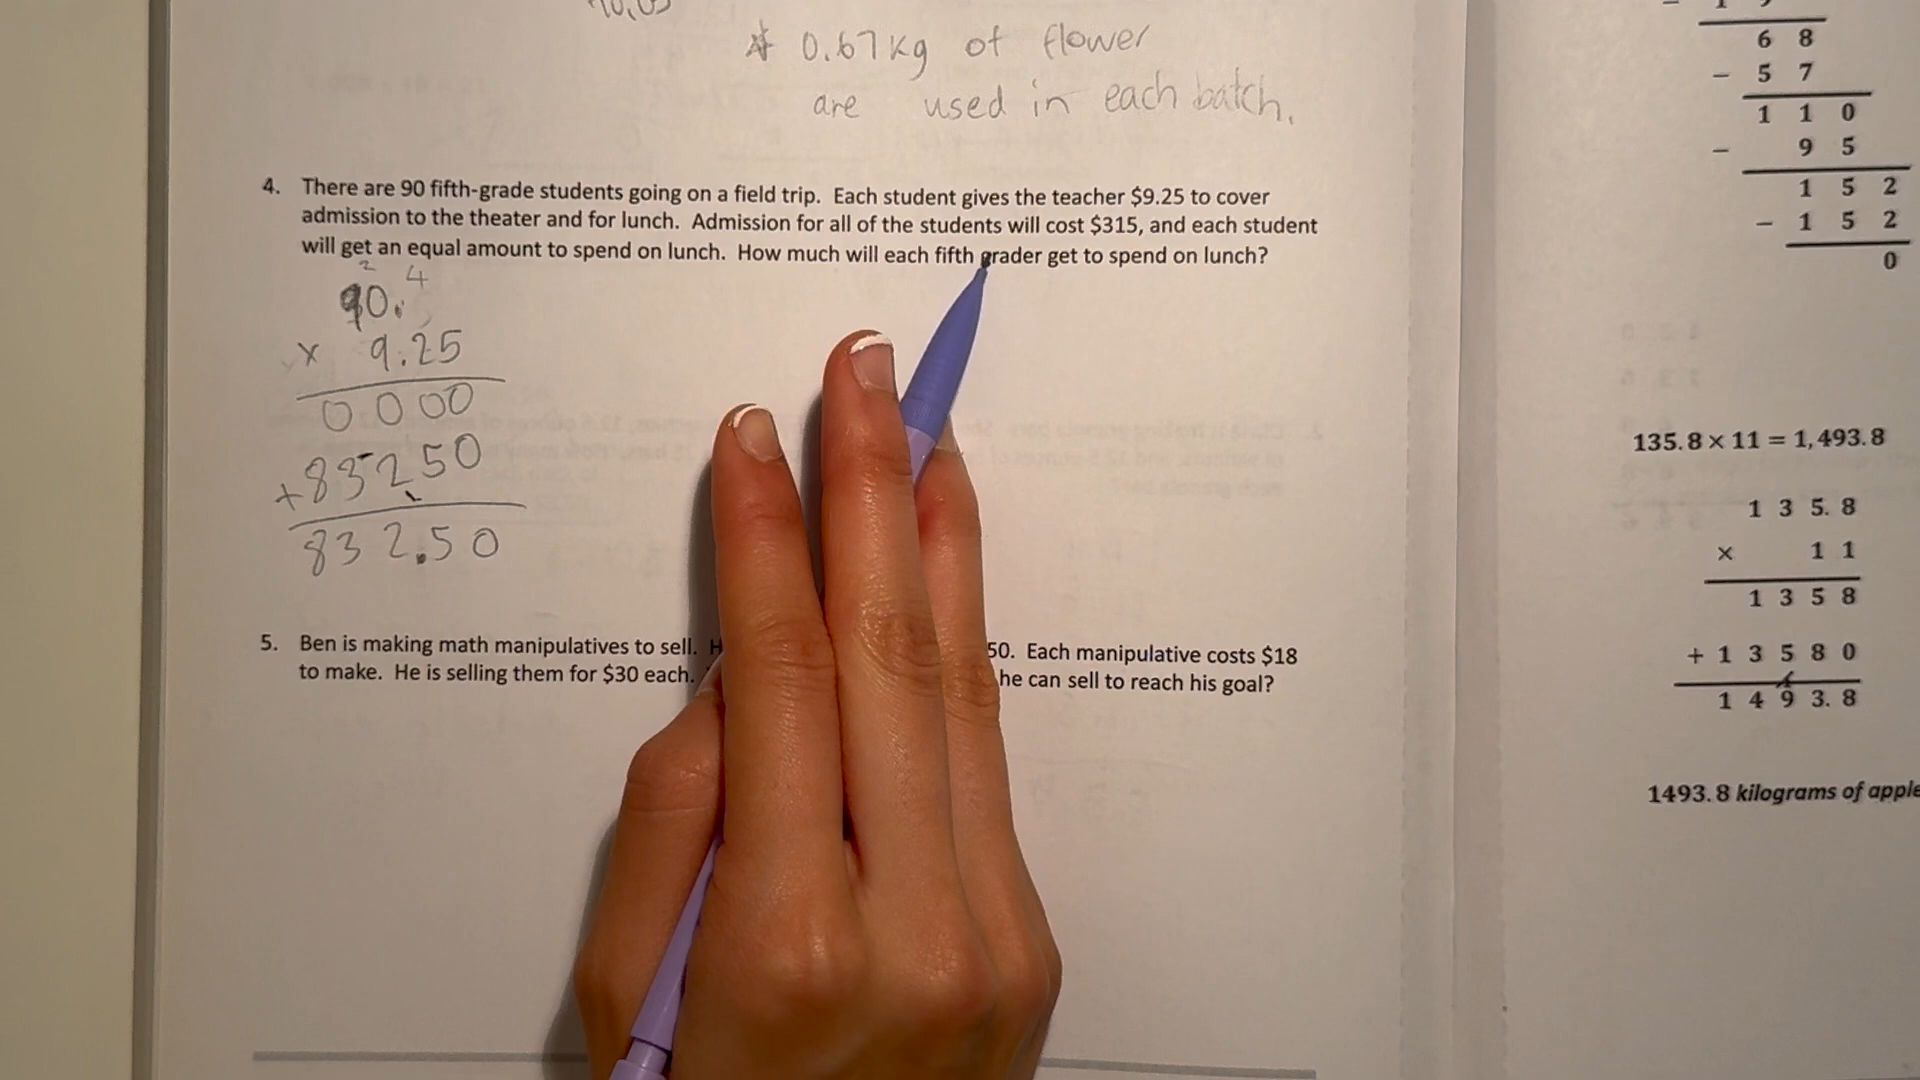 0.67 kg of flower
are used in each batch.
4. There are 90 fifth-grade students going on a field trip. Each student gives the teacher $9.25 to cover
admission to the theater and for lunch. Admission for all of the students will cost $315, and each student
will get an equal amount to spend on lunch. How much will each fifth grader get to spend on lunch?
2 4
90.
× 9.25
0000
+ 83250
832.50
5. Ben is making math manipulatives to sell. 50. Each manipulative costs $18
to make. He is selling them for $30 each. he can sell to reach his goal?
6 8
− 5 7
1 1 0
− 9 5
1 5 2
− 1 5 2
0
135.8 × 11 = 1,493.8
1 3 5. 8
× 1 1
1 3 5 8
+ 1 3 5 8 0
1 4 9 3. 8
1493.8 kilograms of apple